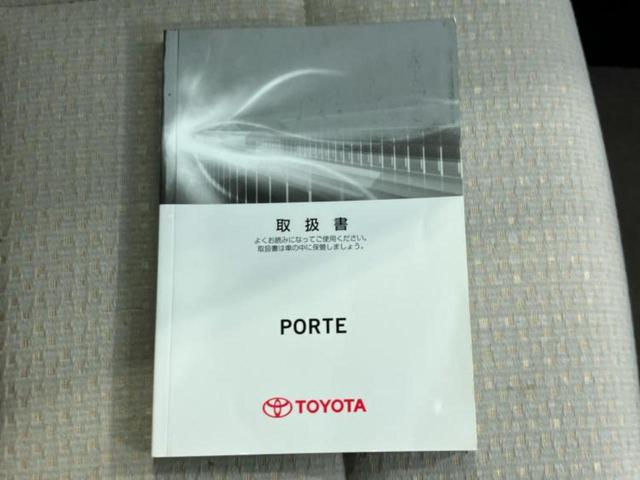 取扱書
よくお読みになってご使用ください。
取扱書は車の中に保管しましょう。
PORTE
TOYOTA